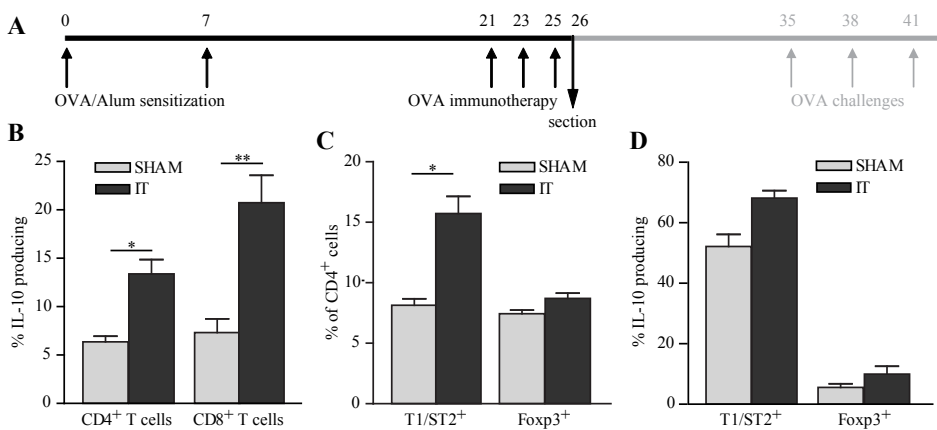 A
0 7 21 23 25 26 35 38 41
OVA/Alum sensitization OVA immunotherapy OVA challenges
section
B
SHAM
IT
**
*
25
20
15
10
5
0
% IL-10 producing
CD4+ T cells CD8+ T cells
C
SHAM
IT
*
20
15
10
5
0
% of CD4+ cells
T1/ST2+ Foxp3+
D
SHAM
IT
80
60
40
20
0
% IL-10 producing
T1/ST2+ Foxp3+